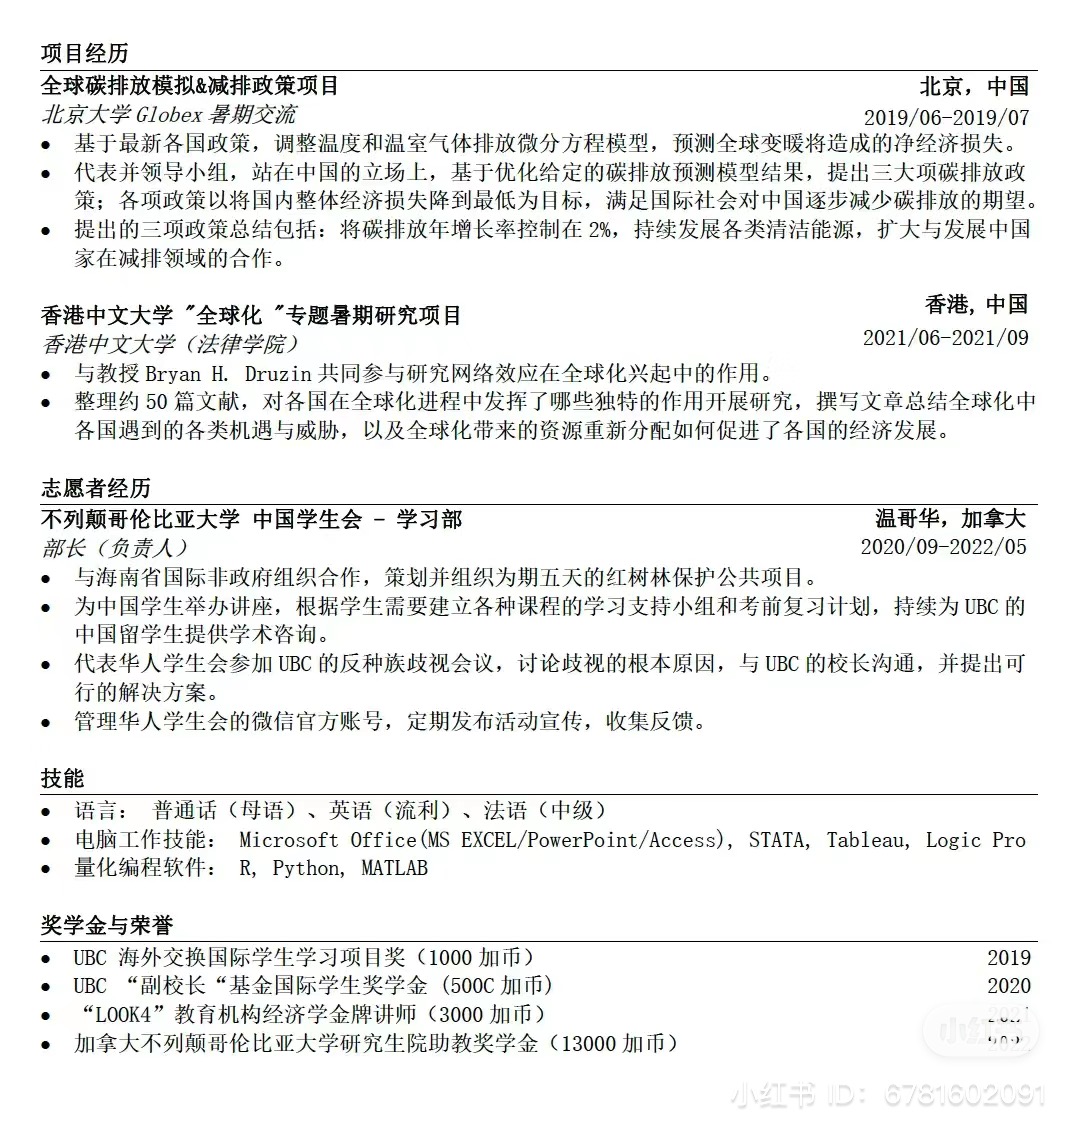 项目经历
全球碳排放模拟&减排政策项目 北京，中国
北京大学 Globex 暑期交流 2019/06-2019/07
• 基于最新各国政策，调整温度和温室气体排放微分方程模型，预测全球变暖将造成的净经济损失。
• 代表并领导小组，站在中国的立场上，基于优化给定的碳排放预测模型结果，提出三大项碳排放政
策；各项政策以将国内整体经济损失降到最低为目标，满足国际社会对中国逐步减少碳排放的期望。
• 提出的三项政策总结包括：将碳排放年增长率控制在 2%，持续发展各类清洁能源，扩大与发展中国
家在减排领域的合作。
香港中文大学 "全球化 "专题暑期研究项目 香港, 中国
香港中文大学（法律学院） 2021/06-2021/09
• 与教授 Bryan H. Druzin 共同参与研究网络效应在全球化兴起中的作用。
• 整理约 50 篇文献，对各国在全球化进程中发挥了哪些独特的作用开展研究，撰写文章总结全球化中
各国遇到的各类机遇与威胁，以及全球化带来的资源重新分配如何促进了各国的经济发展。
志愿者经历
不列颠哥伦比亚大学 中国学生会 - 学习部 温哥华，加拿大
部长（负责人） 2020/09-2022/05
• 与海南省国际非政府组织合作，策划并组织为期五天的红树林保护公共项目。
• 为中国学生举办讲座，根据学生需要建立各种课程的学习支持小组和考前复习计划，持续为 UBC 的
中国留学生提供学术咨询。
• 代表华人学生会参加 UBC 的反种族歧视会议，讨论歧视的根本原因，与 UBC 的校长沟通，并提出可
行的解决方案。
• 管理华人学生会的微信官方账号，定期发布活动宣传，收集反馈。
技能
• 语言： 普通话（母语）、英语（流利）、法语（中级）
• 电脑工作技能： Microsoft Office(MS EXCEL/PowerPoint/Access), STATA, Tableau, Logic Pro
• 量化编程软件： R, Python, MATLAB
奖学金与荣誉
• UBC 海外交换国际学生学习项目奖（1000 加币） 2019
• UBC “副校长“基金国际学生奖学金 (500C 加币) 2020
• “LOOK4”教育机构经济学金牌讲师（3000 加币）
• 加拿大不列颠哥伦比亚大学研究生院助教奖学金（13000 加币）
小红书
小红书 ID: 6781602091